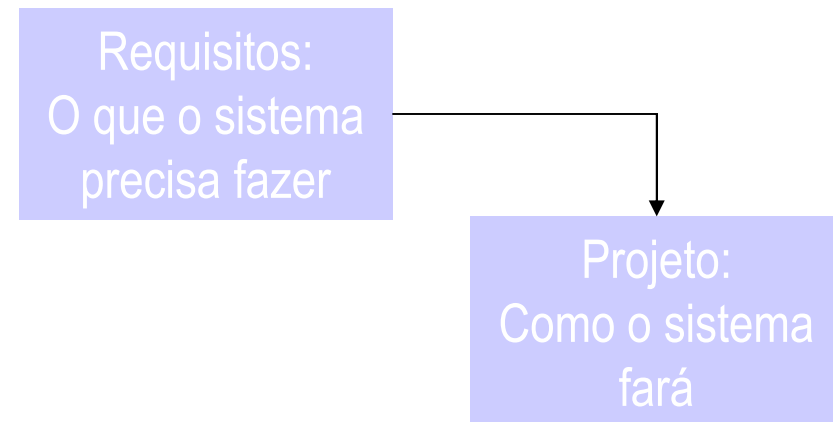 Requisitos:
O que o sistema
precisa fazer
Projeto:
Como o sistema
fará